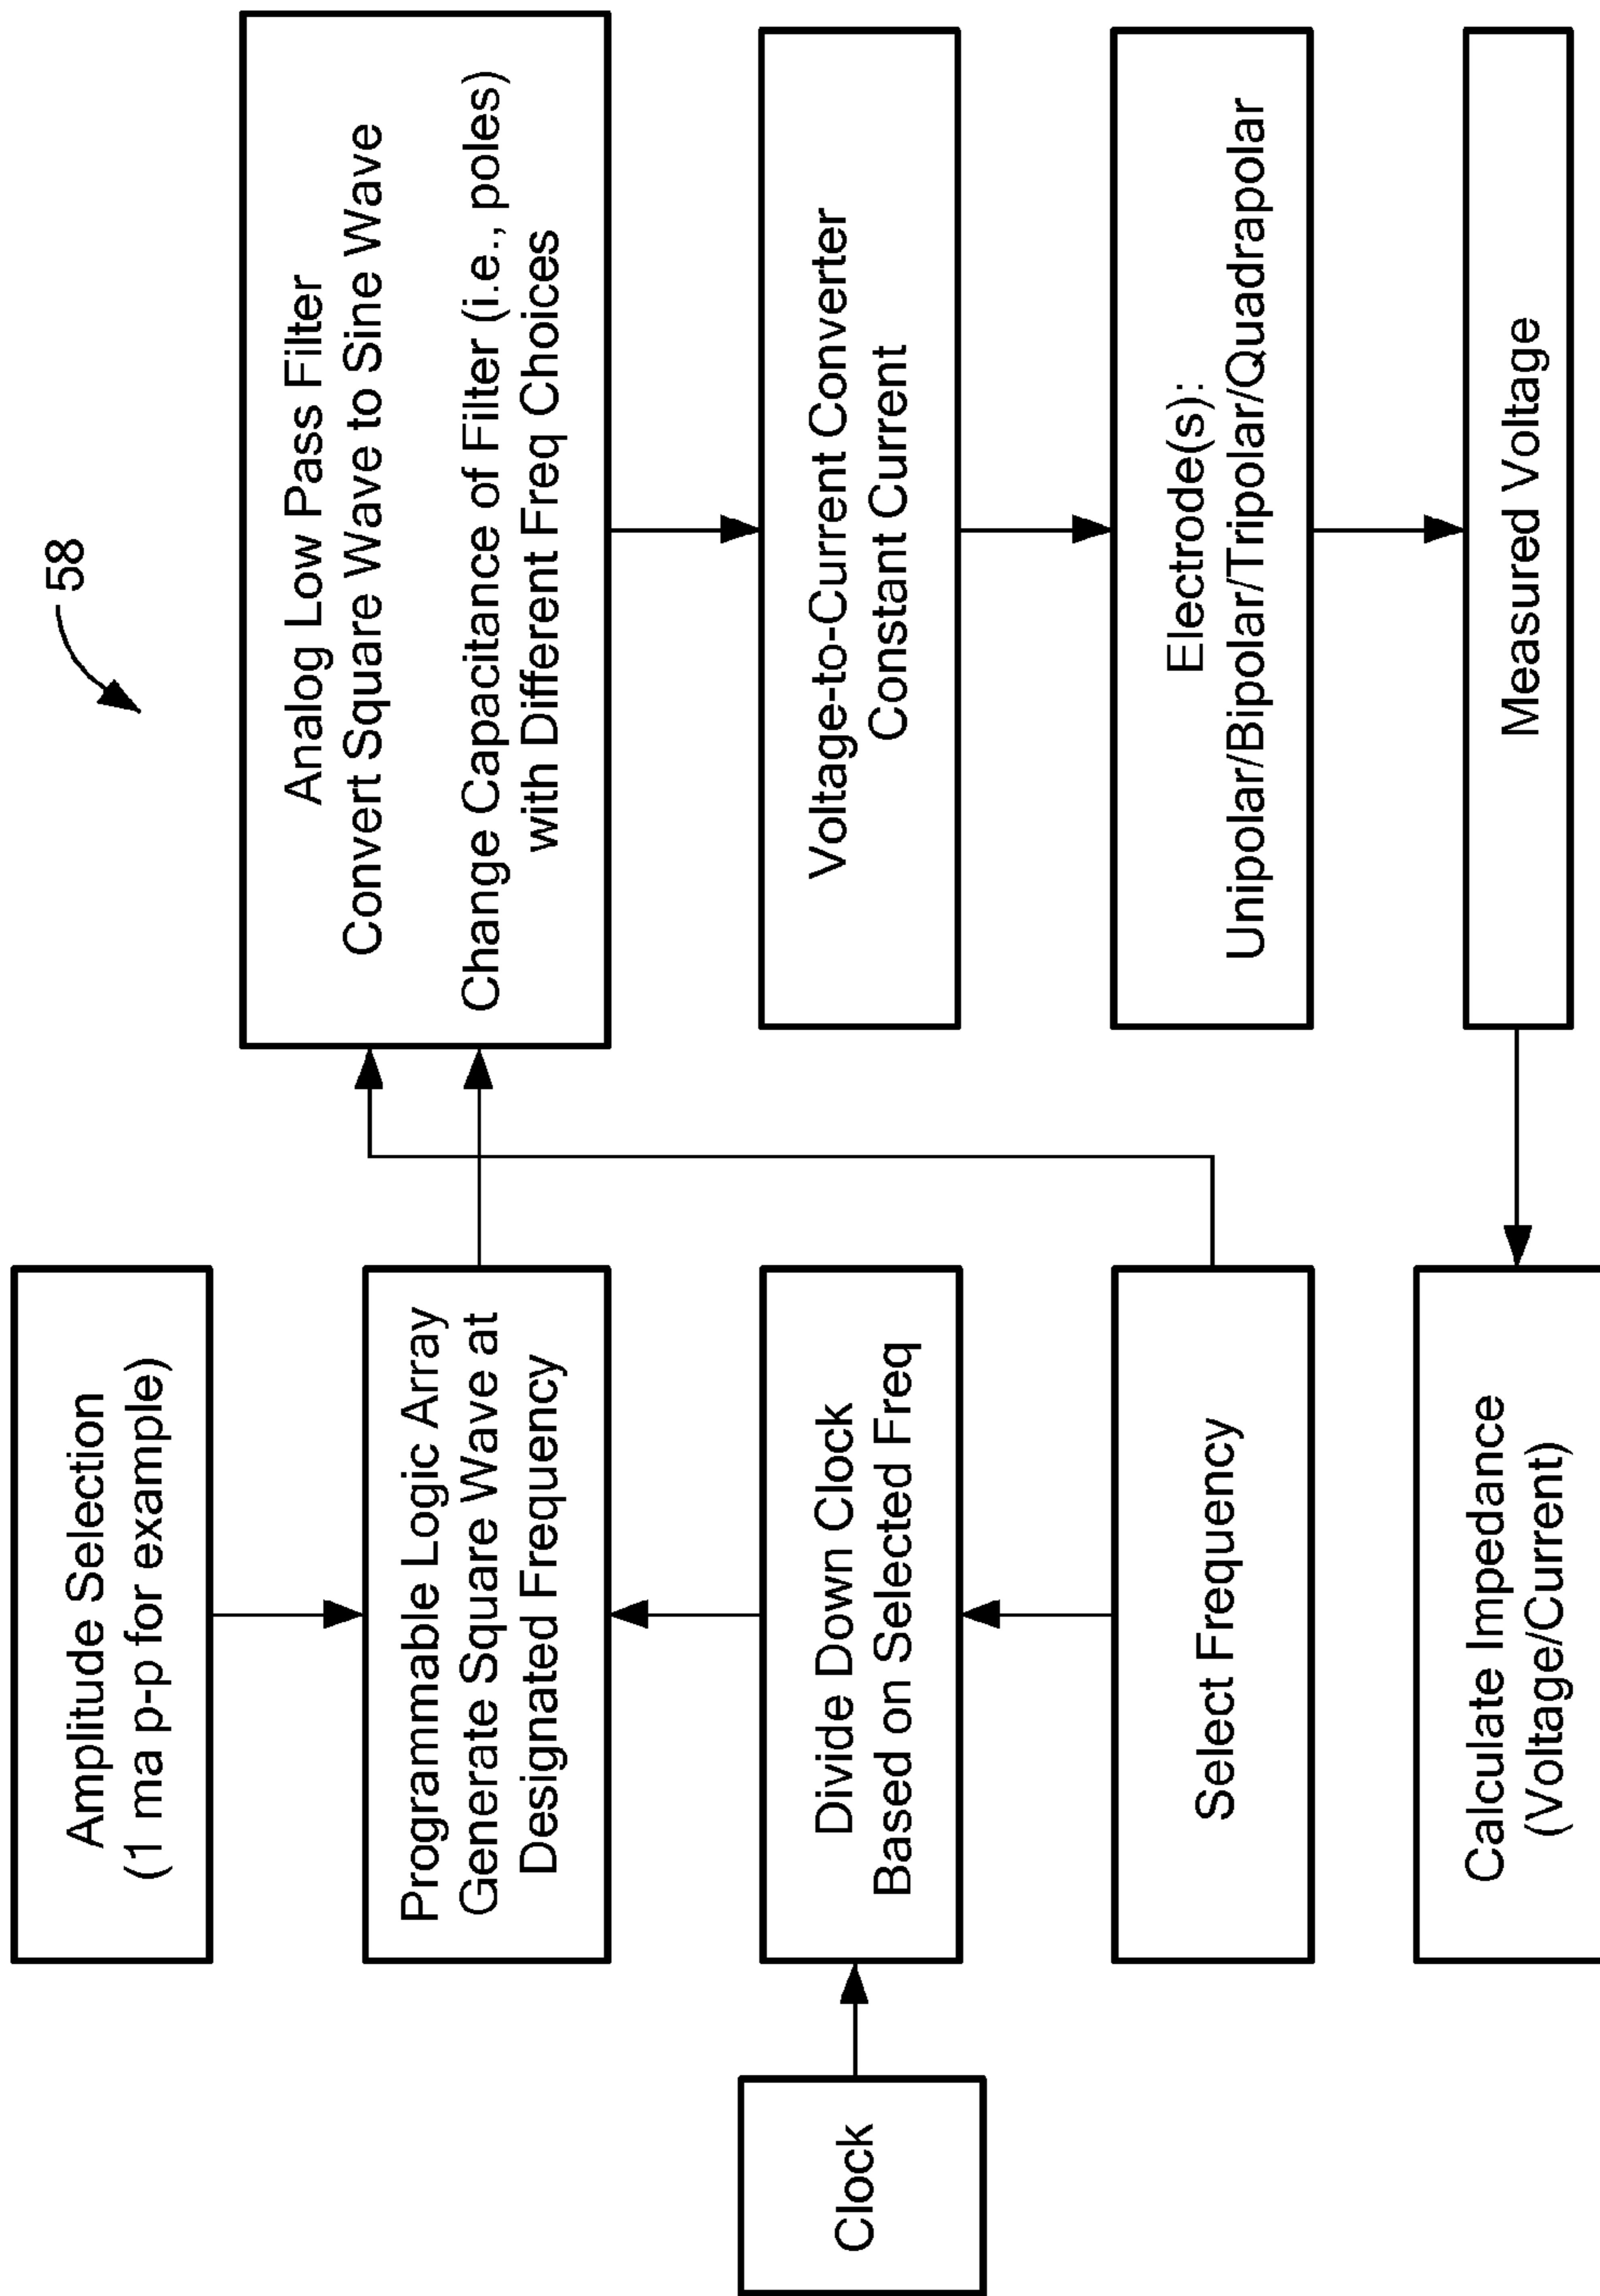 58
Amplitude Selection
(1 ma p-p for example)
Programmable Logic Array
Generate Square Wave at
Designated Frequency
Clock
Divide Down Clock
Based on Selected Freq
Select Frequency
Analog Low Pass Filter
Convert Square Wave to Sine Wave
Change Capacitance of Filter (i.e., poles)
with Different Freq Choices
Voltage-to-Current Converter
Constant Current
Electrode(s):
Unipolar/Bipolar/Tripolar/Quadrapolar
Measured Voltage
Calculate Impedance
(Voltage/Current)